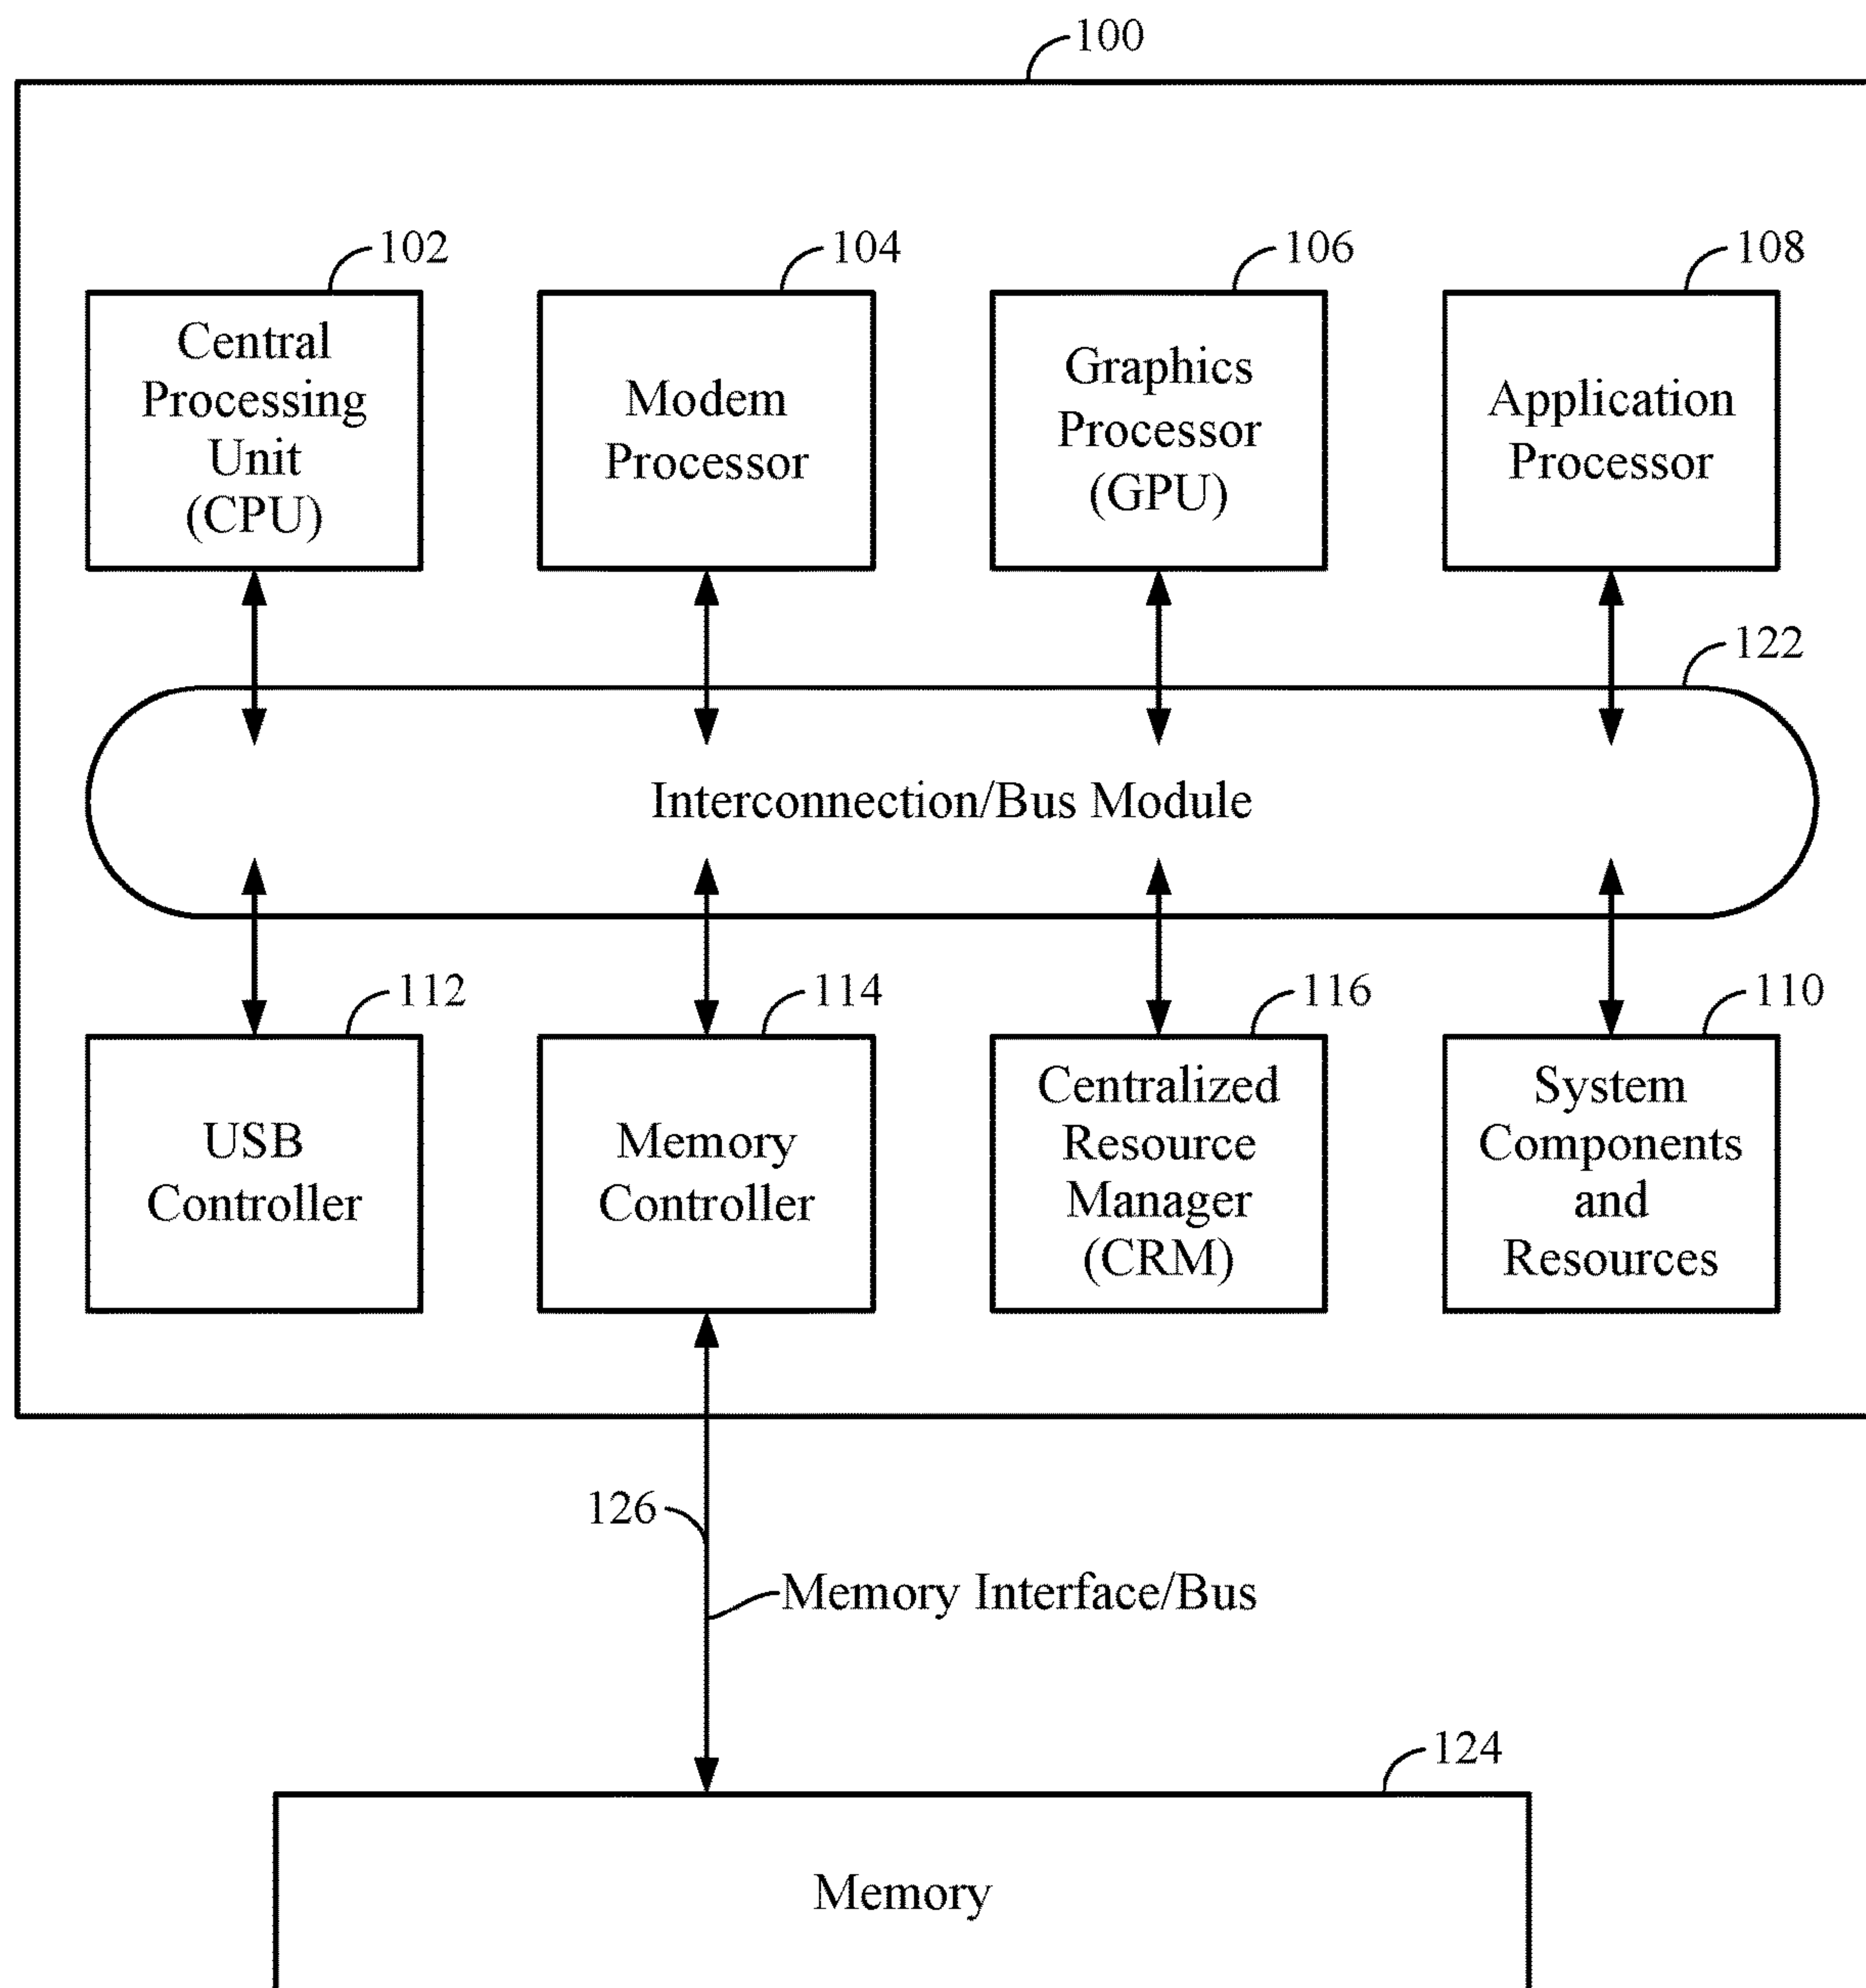 100
102
104
106
108
Central
Processing
Unit
(CPU)
Modem
Processor
Graphics
Processor
(GPU)
Application
Processor
122
Interconnection/Bus Module
112
114
116
110
USB
Controller
Memory
Controller
Centralized
Resource
Manager
(CRM)
System
Components
and
Resources
126
Memory Interface/Bus
124
Memory